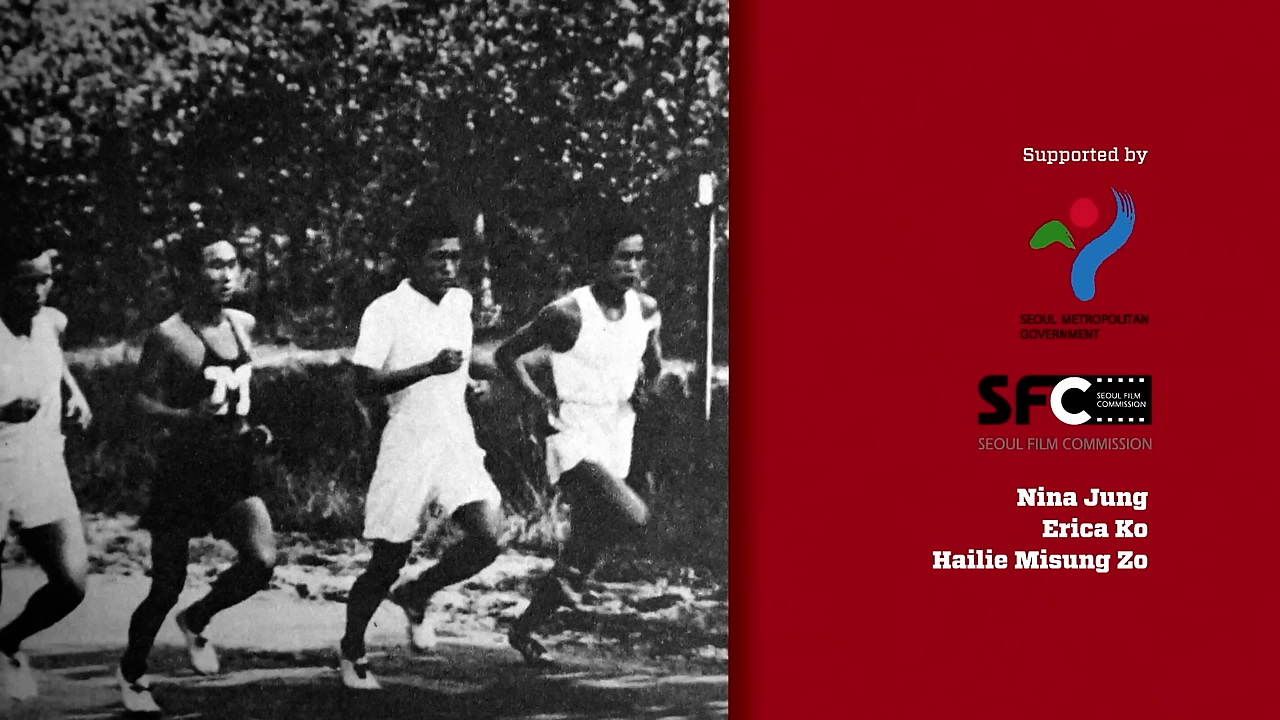 Supported by
SEOUL METROPOLITAN
GOVERNMENT
SFC
SEOUL FILM
COMMISSION
SEOUL FILM COMMISSION
Nina Jung
Erica Ko
Hailie Misung Zo